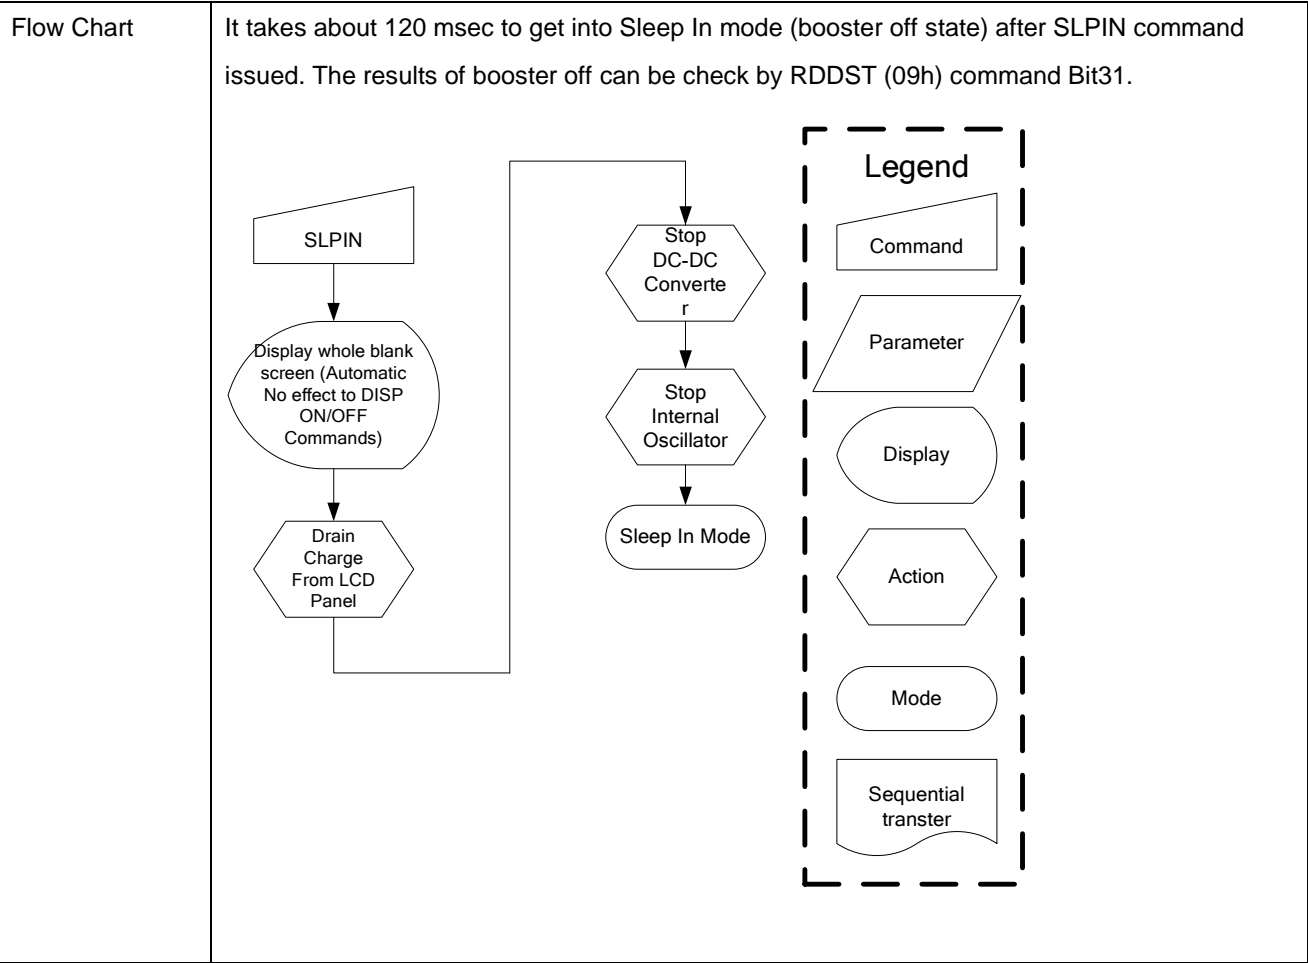 Flow Chart
It takes about 120 msec to get into Sleep In mode (booster off state) after SLPIN command
issued. The results of booster off can be check by RDDST (09h) command Bit31.
SLPIN
Display whole blank
screen (Automatic
No effect to DISP
ON/OFF
Commands)
Drain
Charge
From LCD
Panel
Stop
DC-DC
Converte
r
Stop
Internal
Oscillator
Sleep In Mode
Legend
Command
Parameter
Display
Action
Mode
Sequential
transter